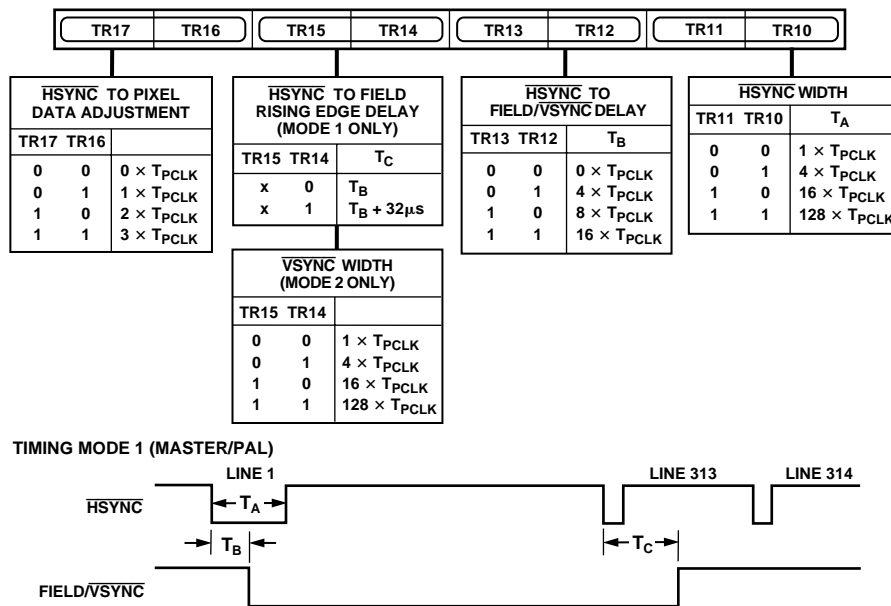 TR17 TR16 TR15 TR14 TR13 TR12 TR11 TR10
HSYNC TO PIXEL
DATA ADJUSTMENT
TR17 TR16
0 0 0 × TPCLK
0 1 1 × TPCLK
1 0 2 × TPCLK
1 1 3 × TPCLK
HSYNC TO FIELD
RISING EDGE DELAY
(MODE 1 ONLY)
TR15 TR14 TC
x 0 TB
x 1 TB + 32µs
VSYNC WIDTH
(MODE 2 ONLY)
TR15 TR14
0 0 1 × TPCLK
0 1 4 × TPCLK
1 0 16 × TPCLK
1 1 128 × TPCLK
HSYNC TO
FIELD/VSYNC DELAY
TR13 TR12 TB
0 0 0 × TPCLK
0 1 4 × TPCLK
1 0 8 × TPCLK
1 1 16 × TPCLK
HSYNC WIDTH
TR11 TR10 TA
0 0 1 × TPCLK
0 1 4 × TPCLK
1 0 16 × TPCLK
1 1 128 × TPCLK
TIMING MODE 1 (MASTER/PAL)
LINE 1 LINE 313 LINE 314
HSYNC
TA
TB
TC
FIELD/VSYNC